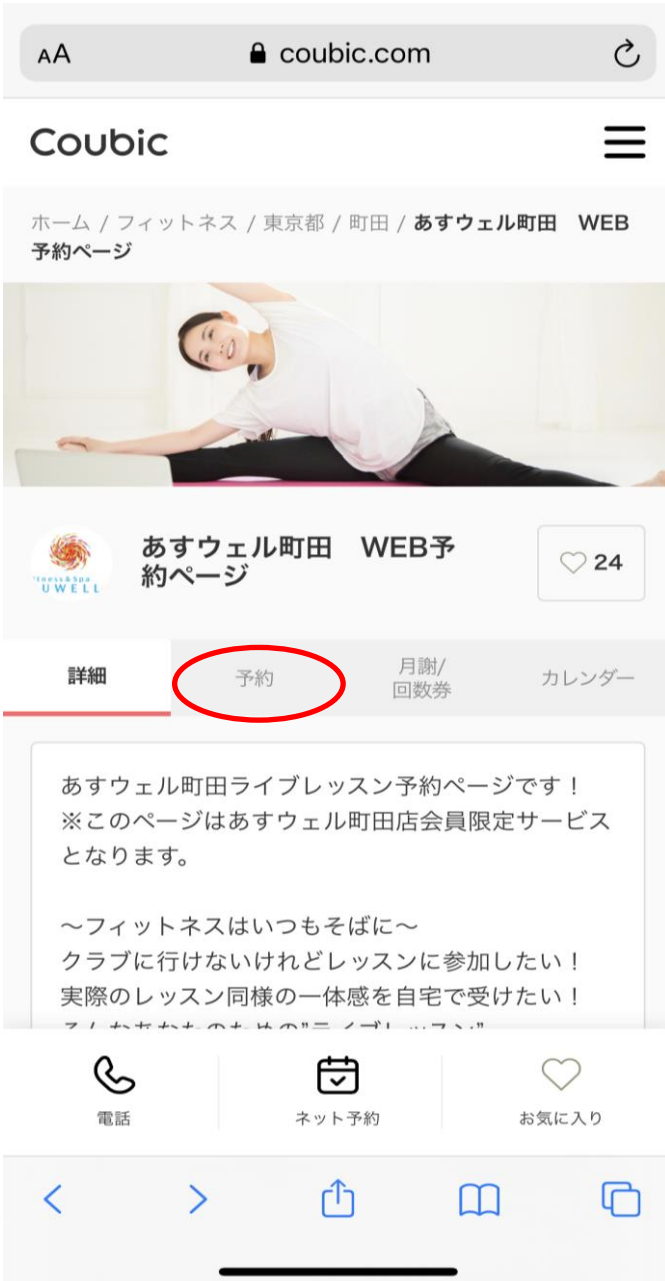 AA coubic.com
Coubic
ホーム / フィットネス / 東京都 / 町田 / あすウェル町田　WEB
予約ページ
あすウェル町田　WEB予
約ページ
24
UWELL
詳細
予約
月謝/
回数券
カレンダー
あすウェル町田ライブレッスン予約ページです！
※このページはあすウェル町田店会員限定サービス
となります。
〜フィットネスはいつもそばに〜
クラブに行けないけれどレッスンに参加したい！
実際のレッスン同様の一体感を自宅で受けたい！
電話
ネット予約
お気に入り